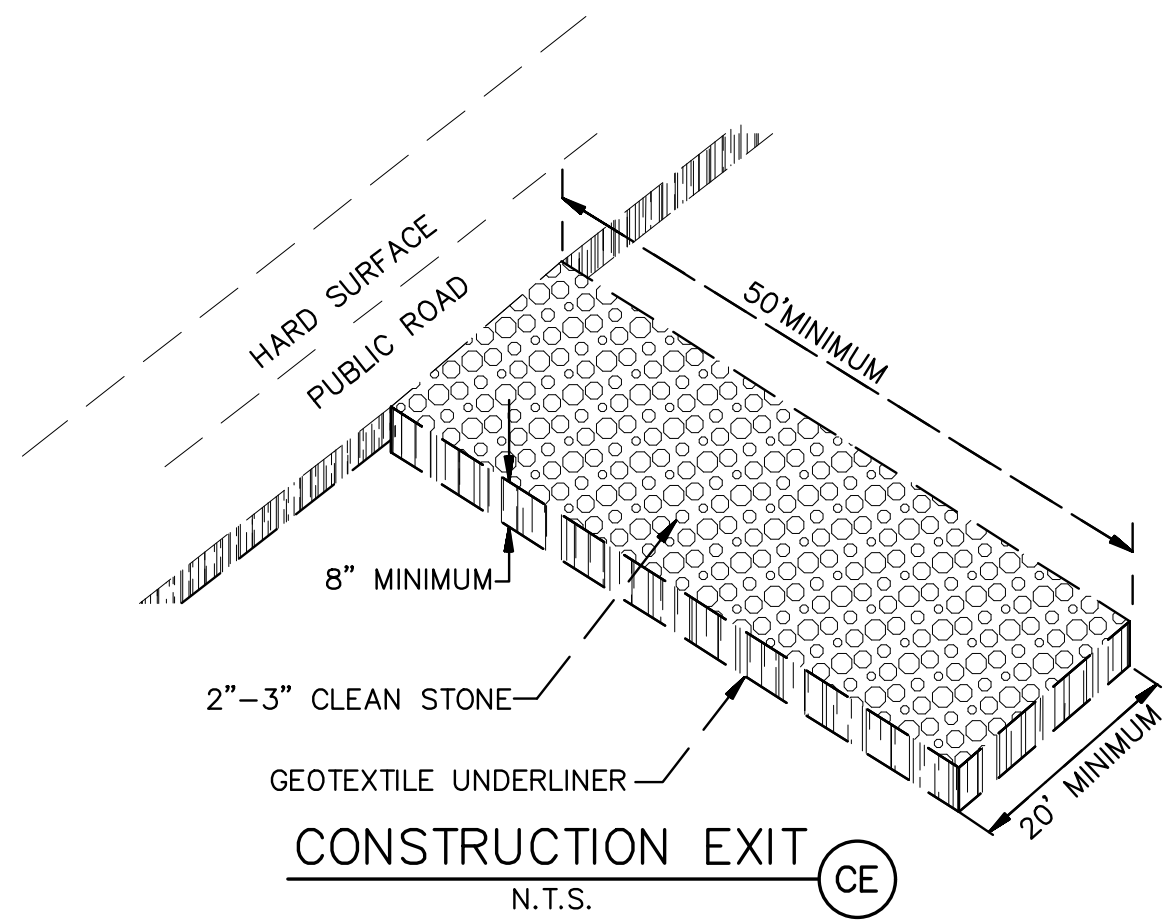 HARD SURFACE
PUBLIC ROAD
50'MINIMUM
8" MINIMUM
2"-3" CLEAN STONE
GEOTEXTILE UNDERLINER
20' MINIMUM
CONSTRUCTION EXIT
CE
N.T.S.